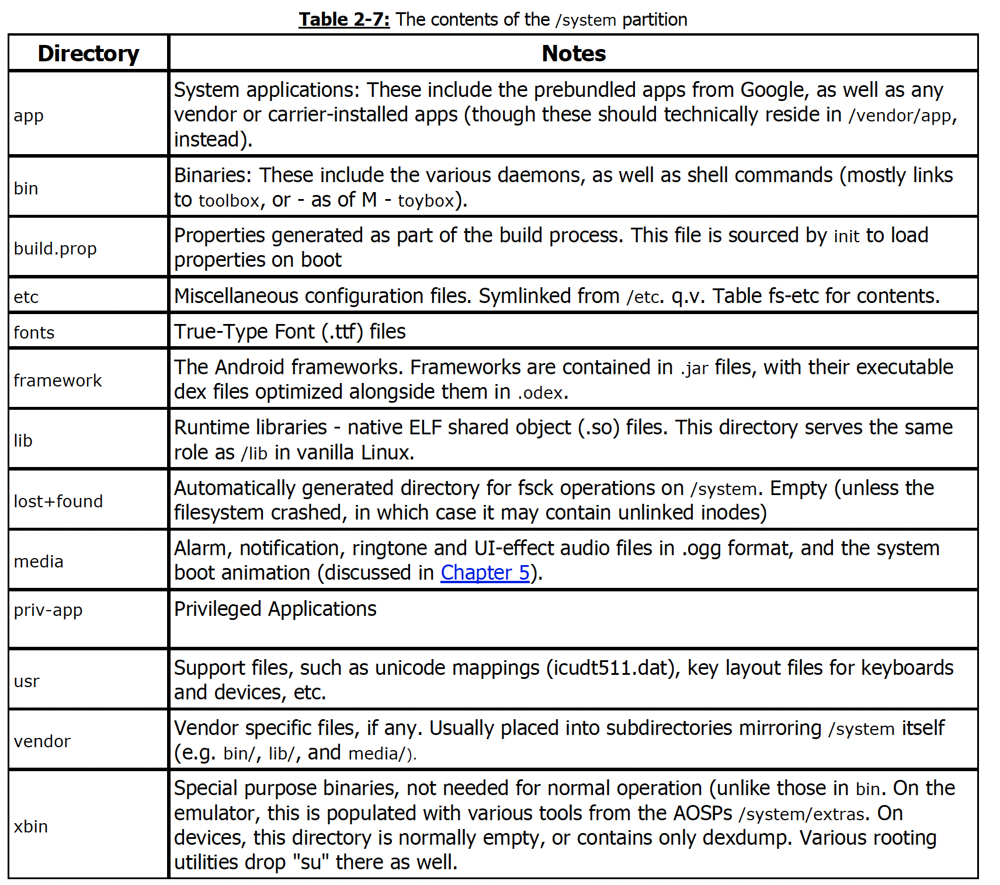 Table 2-7: The contents of the /system partition
Directory
Notes
app
System applications: These include the prebundled apps from Google, as well as any
vendor or carrier-installed apps (though these should technically reside in /vendor/app,
instead).
bin
Binaries: These include the various daemons, as well as shell commands (mostly links
to toolbox, or - as of M - toybox).
build.prop
Properties generated as part of the build process. This file is sourced by init to load
properties on boot
etc
Miscellaneous configuration files. Symlinked from /etc. q.v. Table fs-etc for contents.
fonts
True-Type Font (.ttf) files
framework
The Android frameworks. Frameworks are contained in .jar files, with their executable
dex files optimized alongside them in .odex.
lib
Runtime libraries - native ELF shared object (.so) files. This directory serves the same
role as /lib in vanilla Linux.
lost+found
Automatically generated directory for fsck operations on /system. Empty (unless the
filesystem crashed, in which case it may contain unlinked inodes)
media
Alarm, notification, ringtone and UI-effect audio files in .ogg format, and the system
boot animation (discussed in Chapter 5).
priv-app
Privileged Applications
usr
Support files, such as unicode mappings (icudt511.dat), key layout files for keyboards
and devices, etc.
vendor
Vendor specific files, if any. Usually placed into subdirectories mirroring /system itself
(e.g. bin/, lib/, and media/).
xbin
Special purpose binaries, not needed for normal operation (unlike those in bin. On the
emulator, this is populated with various tools from the AOSPs /system/extras. On
devices, this directory is normally empty, or contains only dexdump. Various rooting
utilities drop "su" there as well.